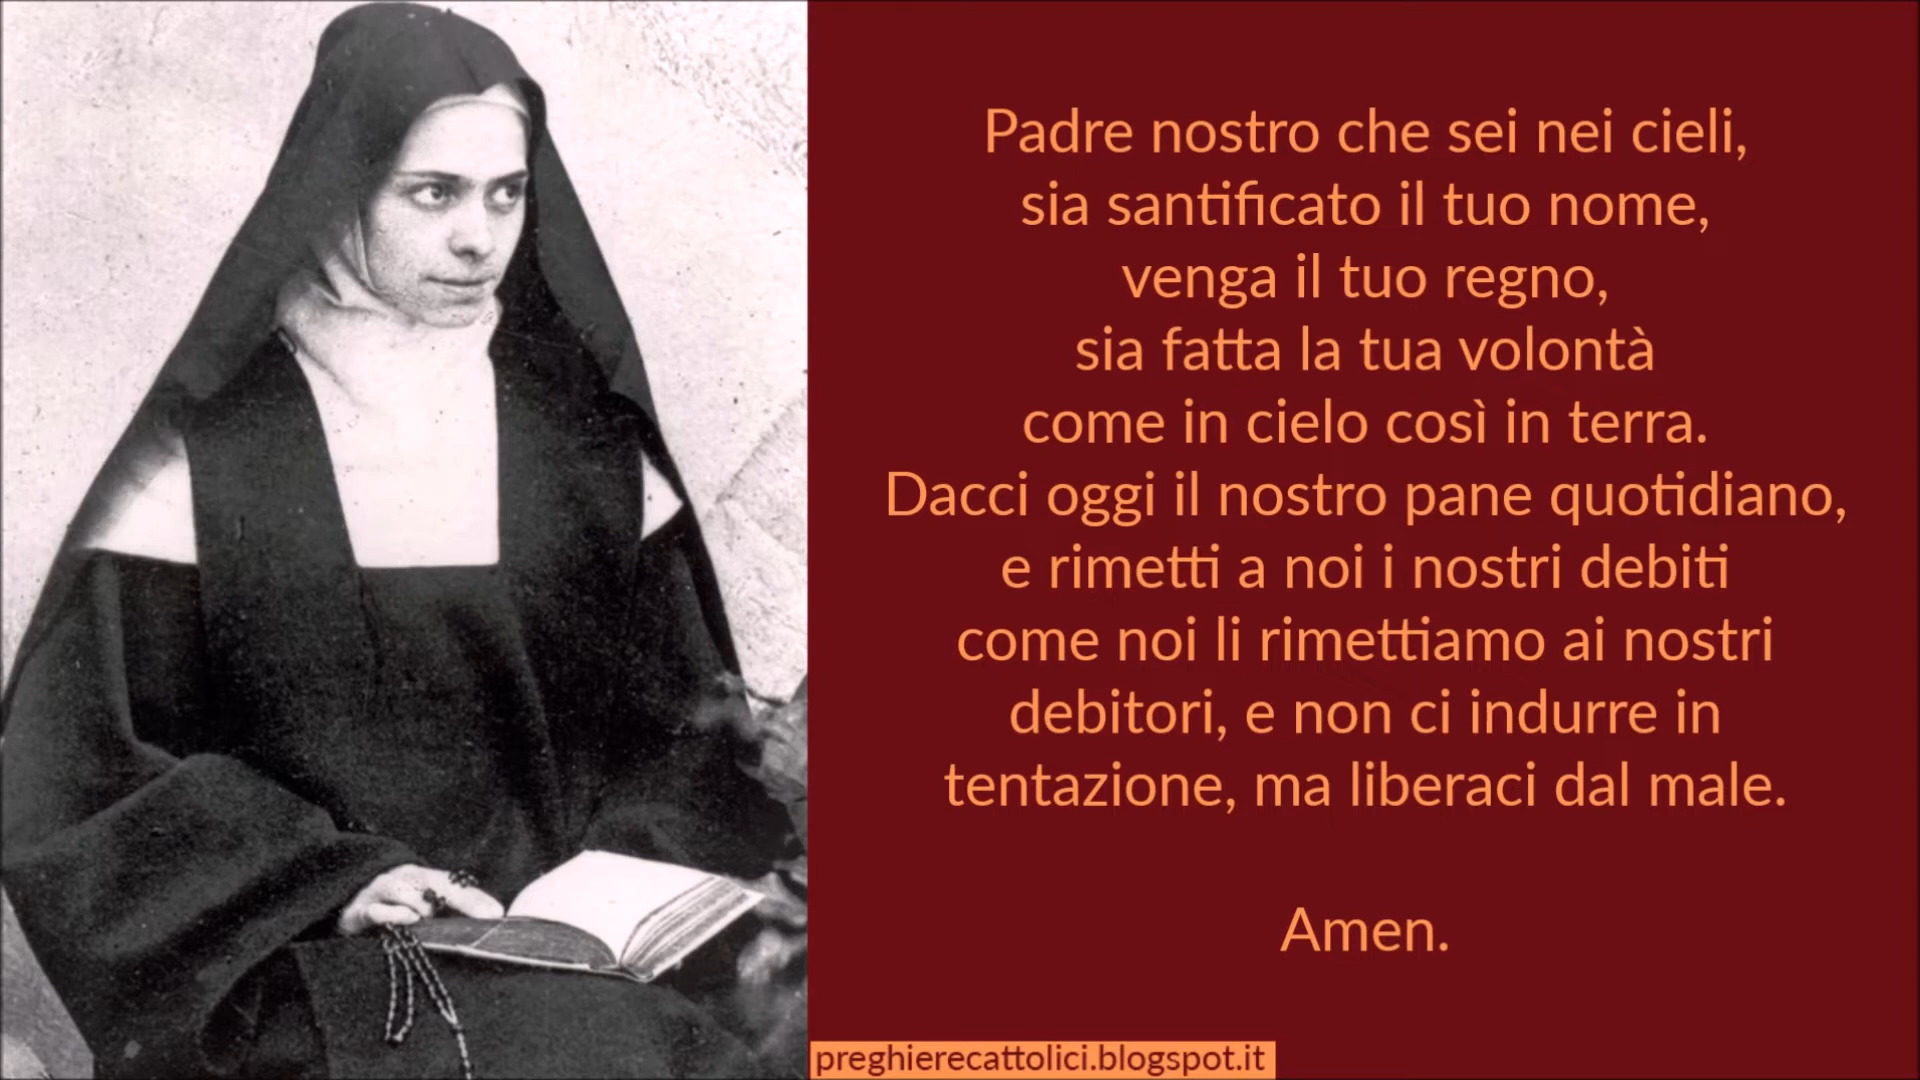 Padre nostro che sei nei cieli,
sia santificato il tuo nome,
venga il tuo regno,
sia fatta la tua volontà
come in cielo così in terra.
Dacci oggi il nostro pane quotidiano,
e rimetti a noi i nostri debiti
come noi li rimettiamo ai nostri
debitori, e non ci indurre in
tentazione, ma liberaci dal male.
Amen.
preghierecattolici.blogspot.it